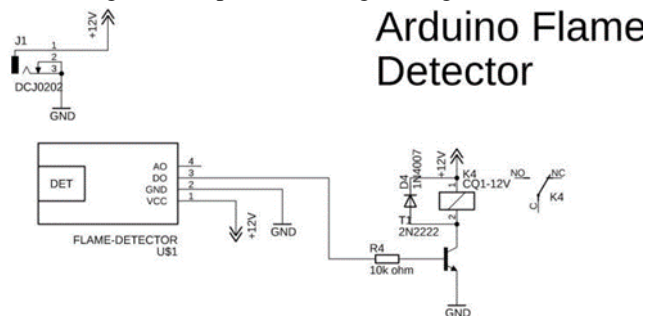 Arduino Flame
Detector
+12V
J1
1
2
3
DCJ0202
GND
DET
AO
4
DO
3
GND
2
VCC
1
FLAME-DETECTOR
U$1
+12V
GND
D4
1N4007
+12V
K4
CQ1-12V
1
2
T1
2N2222
NO
NC
C
K4
R4
10k ohm
GND